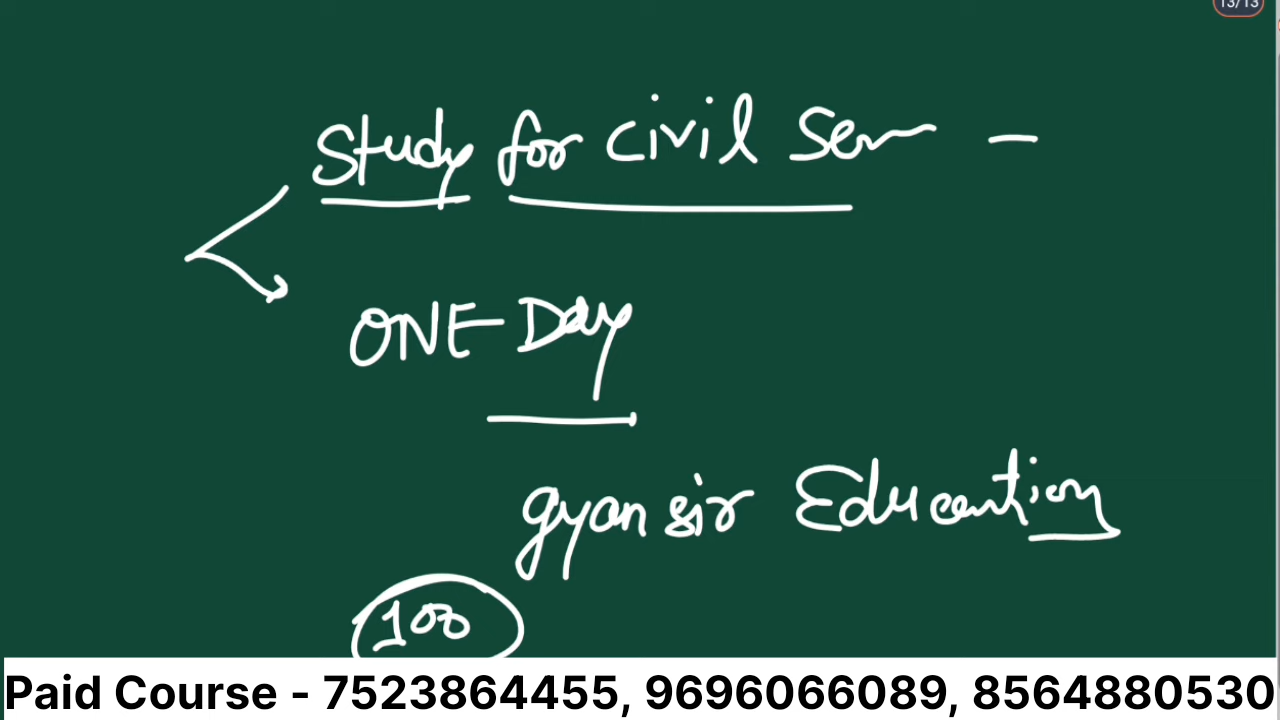 13/13
Study for Civil Ser -
ONE-Day
gyan sir Education
100
Paid Course - 7523864455, 9696066089, 8564880530